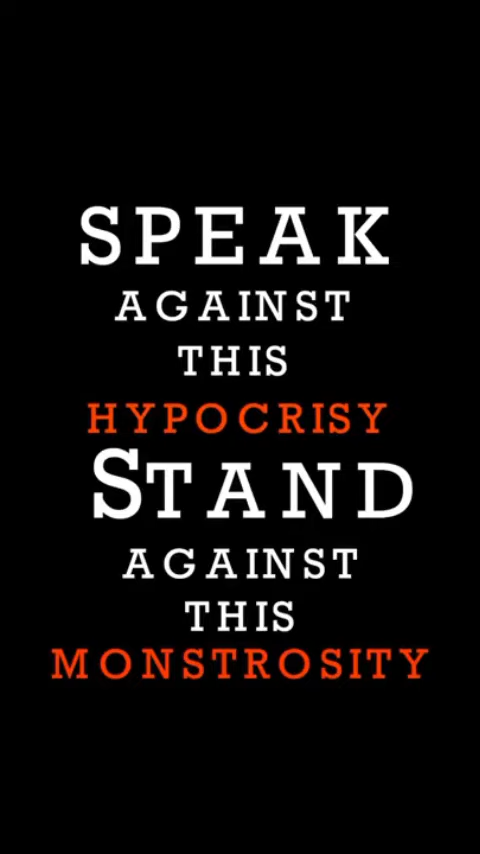 SPEAK
AGAINST
THIS
HYPOCRISY
STAND
AGAINST
THIS
MONSTROSITY